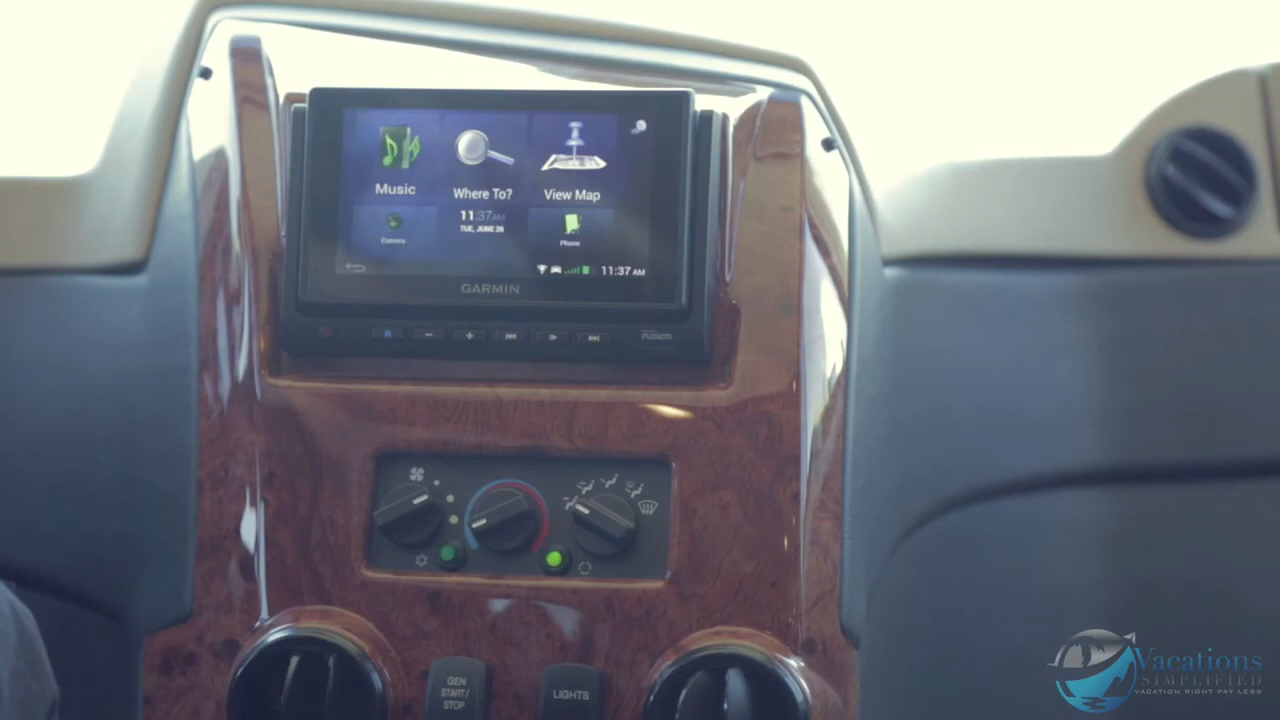 Music
Where To?
View Map
Camera
11:37AM
TUE, JUNE 28
Phone
11:37 AM
GARMIN
FUSION
GEN
START/
STOP
LIGHTS
Vacations
SIMPLIFIED
VACATION RIGHT PAY LESS